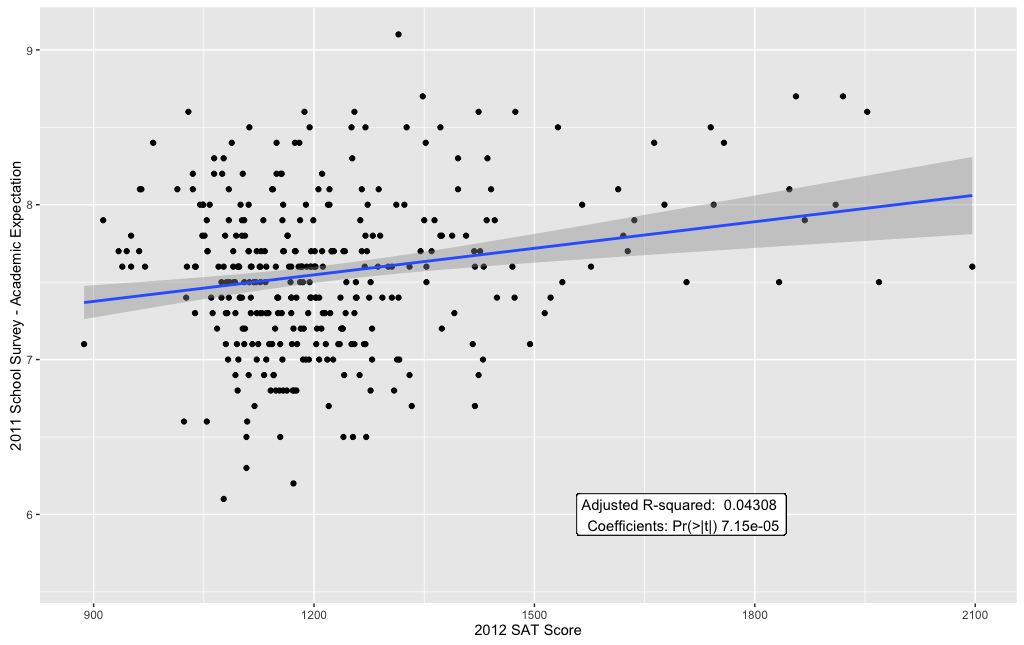 2011 School Survey - Academic Expectation
9
8
7
6
Adjusted R-squared:  0.04308
Coefficients: Pr(>|t|) 7.15e-05
900 1200 1500 1800 2100
2012 SAT Score